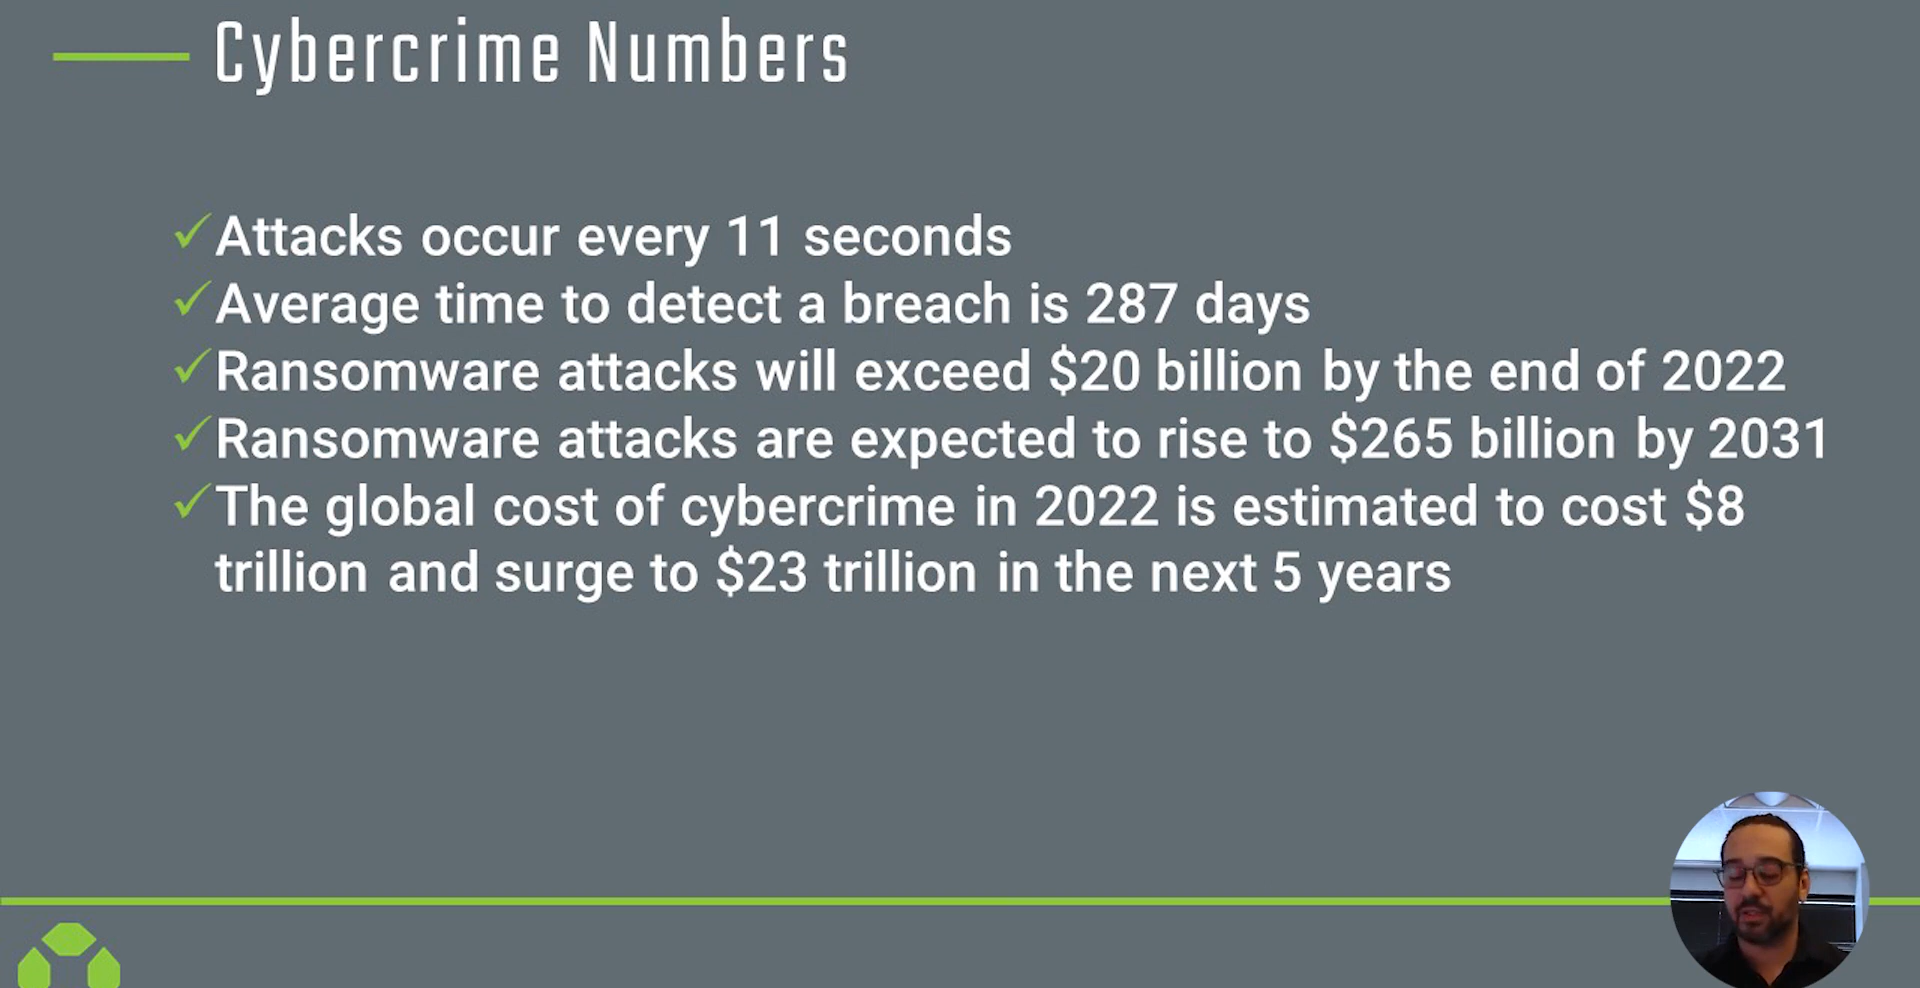 Cybercrime Numbers
Attacks occur every 11 seconds
Average time to detect a breach is 287 days
Ransomware attacks will exceed $20 billion by the end of 2022
Ransomware attacks are expected to rise to $265 billion by 2031
The global cost of cybercrime in 2022 is estimated to cost $8
trillion and surge to $23 trillion in the next 5 years